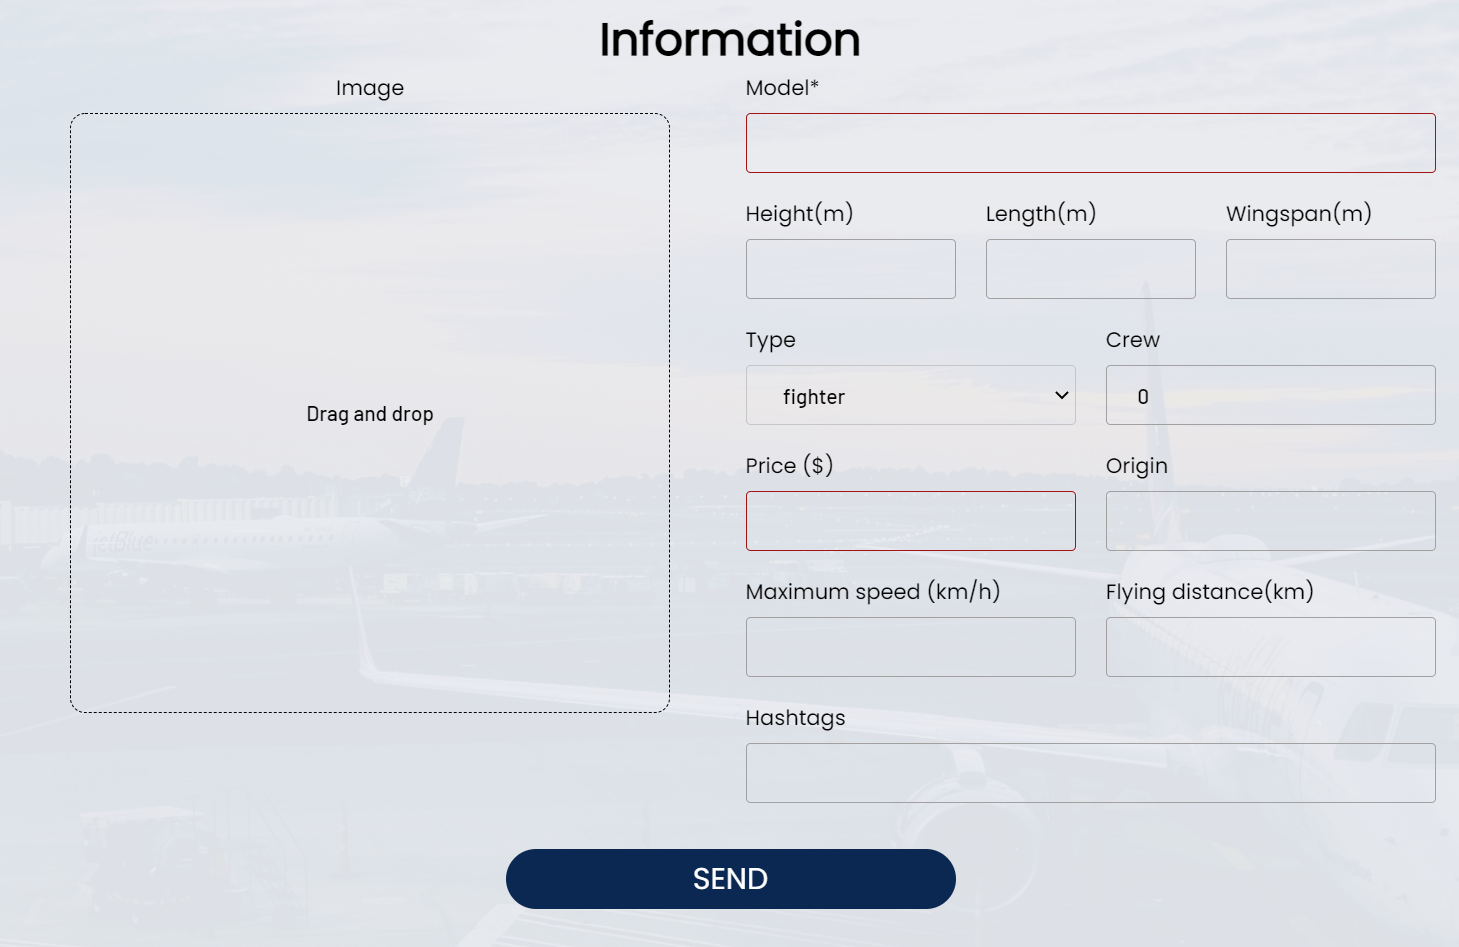 Information
Image
Model*
Height(m) Length(m) Wingspan(m)
Type Crew
fighter 0
Drag and drop
Price ($) Origin
jetBlue
Maximum speed (km/h) Flying distance(km)
Hashtags
SEND